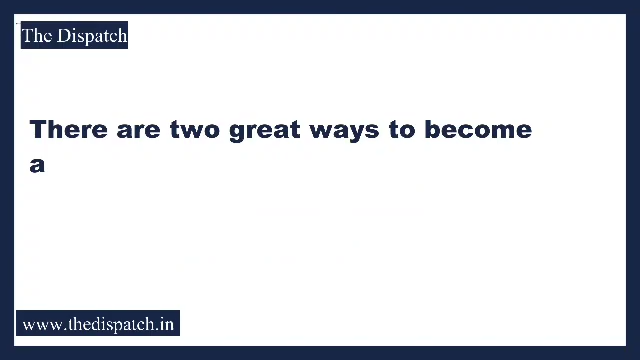 The Dispatch
There are two great ways to become
a
www.thedispatch.in